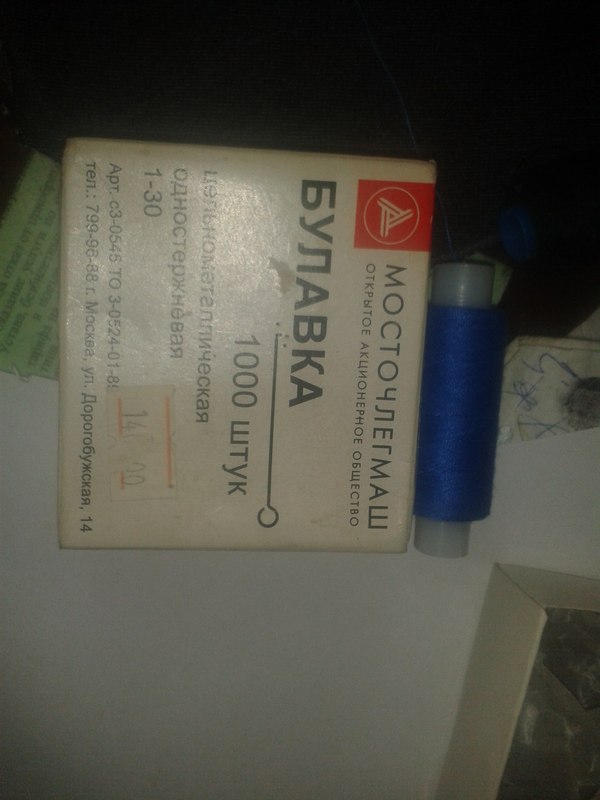 МОСТОЧЛЕГМАШ
ОТКРЫТОЕ АКЦИОНЕРНОЕ ОБЩЕСТВО
БУЛАВКА
1000 ШТУК
цельнометаллическая
одностержневая
1-30
Арт. с3-0546 ТО 3-0524-01-8
тел.: 799-96-88 г. Москва, ул. Дорогобужская, 14